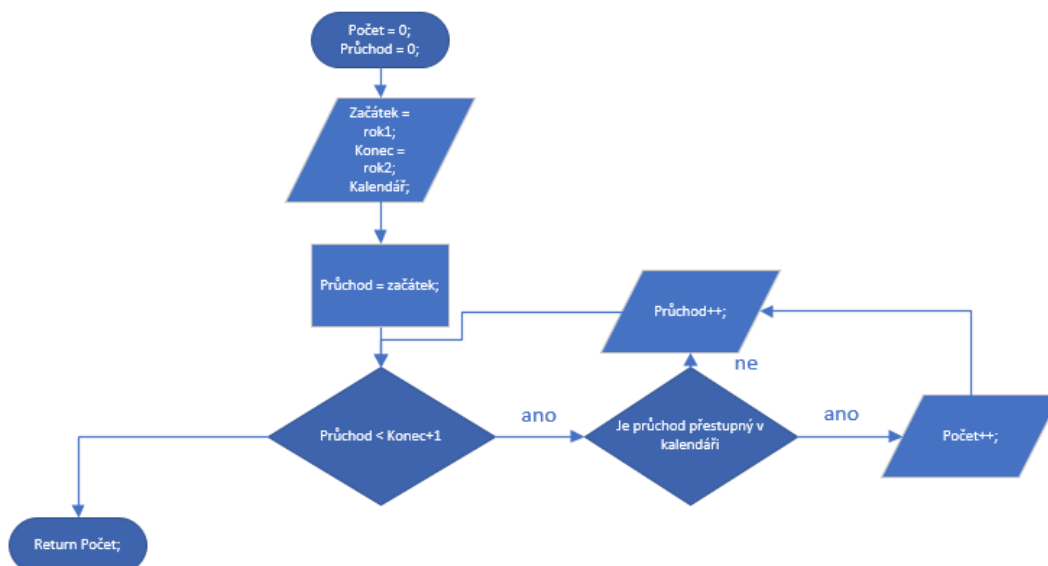 Počet = 0;
Průchod = 0;
Začátek =
rok1;
Konec =
rok2;
Kalendář;
Průchod = začátek;
Průchod++;
ne
Průchod < Konec+1
ano
Je průchod přestupný v
kalendáři
ano
Počet++;
Return Počet;